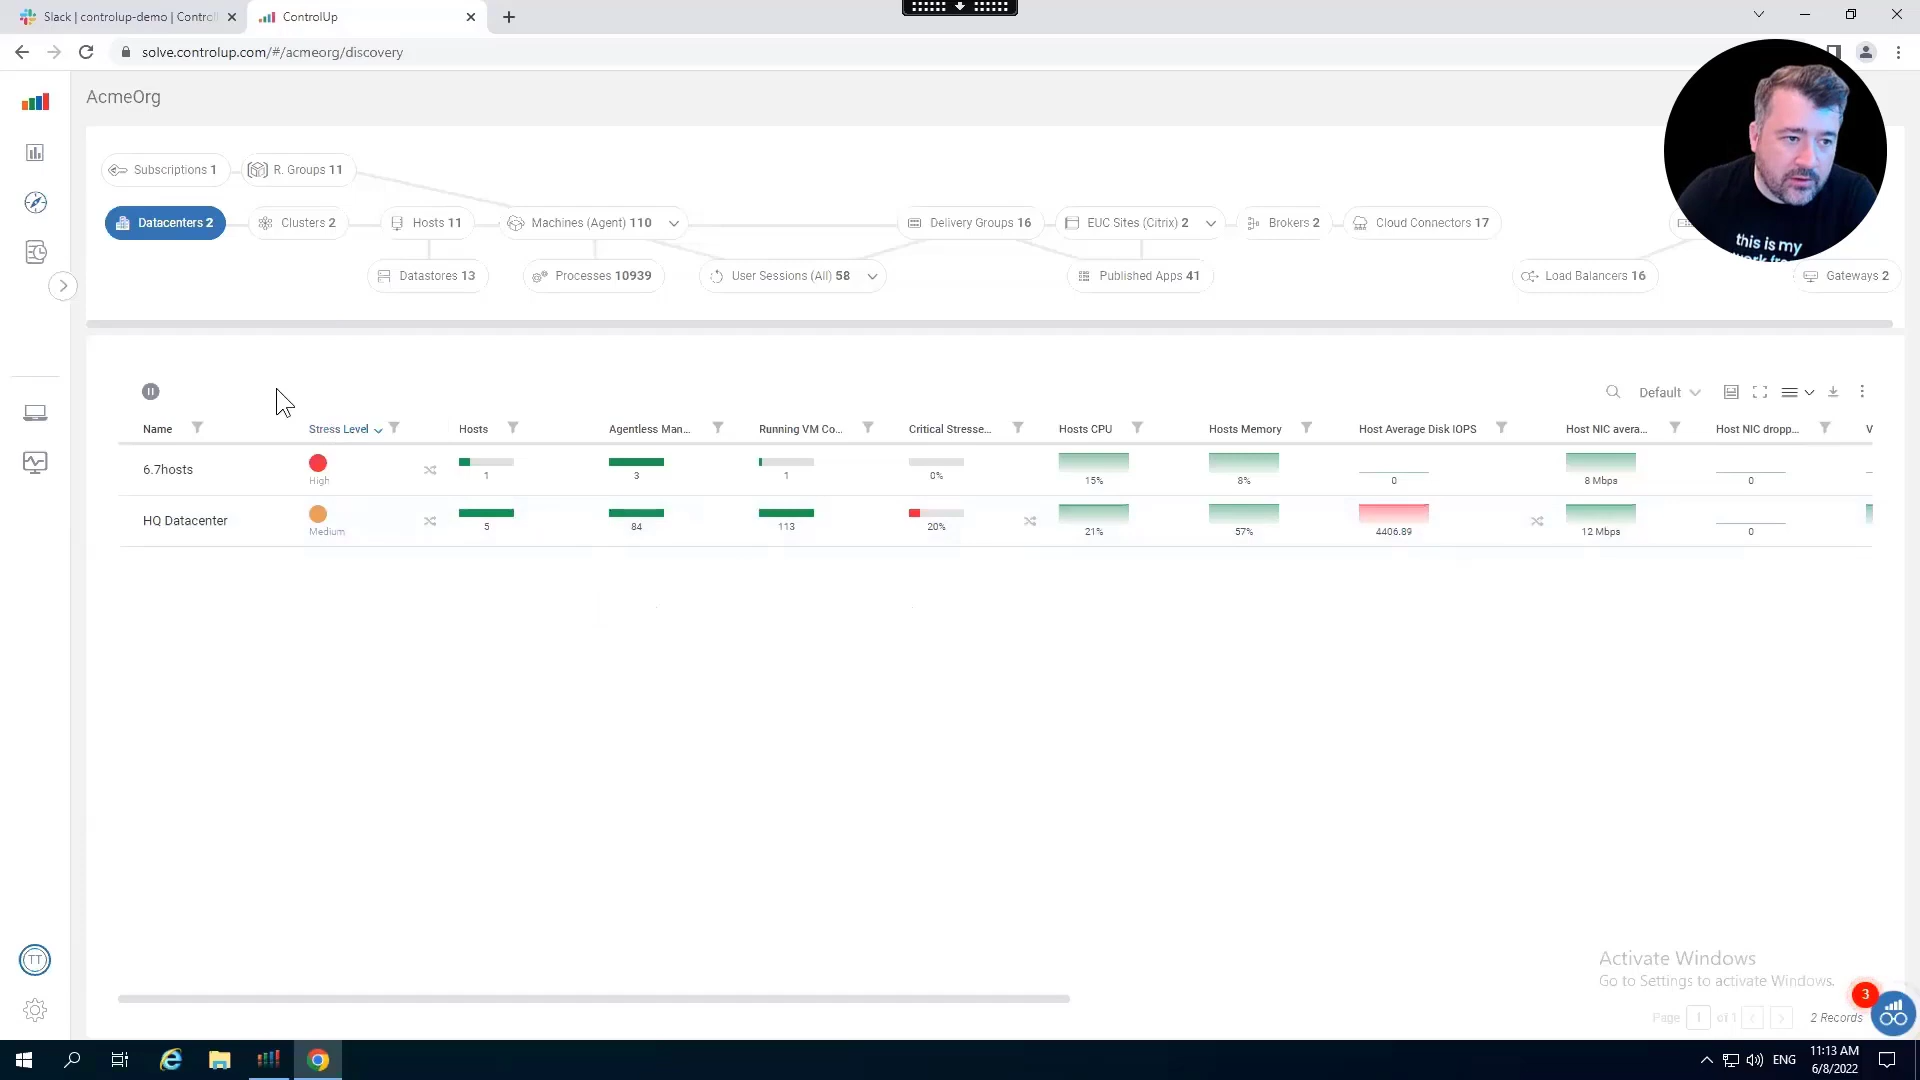 Slack | controlup-demo | Control
ControlUp
solve.controlup.com/#/acmeorg/discovery
AcmeOrg
Subscriptions 1
R. Groups 11
Datacenters 2
Clusters 2
Hosts 11
Machines (Agent) 110
Delivery Groups 16
EUC Sites (Citrix) 2
Brokers 2
Cloud Connectors 17
Datastores 13
Processes 10939
User Sessions (All) 58
Published Apps 41
Load Balancers 16
Gateways 2
this is my
Default
Name
Stress Level
Hosts
Agentless Man...
Running VM Co...
Critical Stresse...
Hosts CPU
Hosts Memory
Host Average Disk IOPS
Host NIC avera...
Host NIC dropp...
V
6.7hosts
High
1
3
1
0%
15%
8%
0
8 Mbps
0
HQ Datacenter
Medium
5
84
113
20%
21%
57%
4406.89
12 Mbps
0
Activate Windows
Go to Settings to activate Windows.
Page 1 of 1
2 Records
3
TT
ENG
11:13 AM
6/8/2022